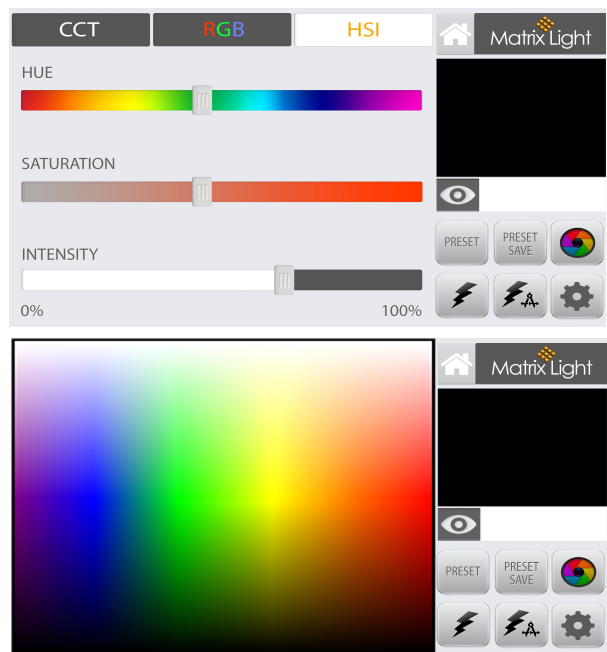 CCT RGB HSI Matrix Light
HUE
SATURATION
INTENSITY
0% 100%
PRESET PRESET
SAVE
Matrix Light
PRESET PRESET
SAVE